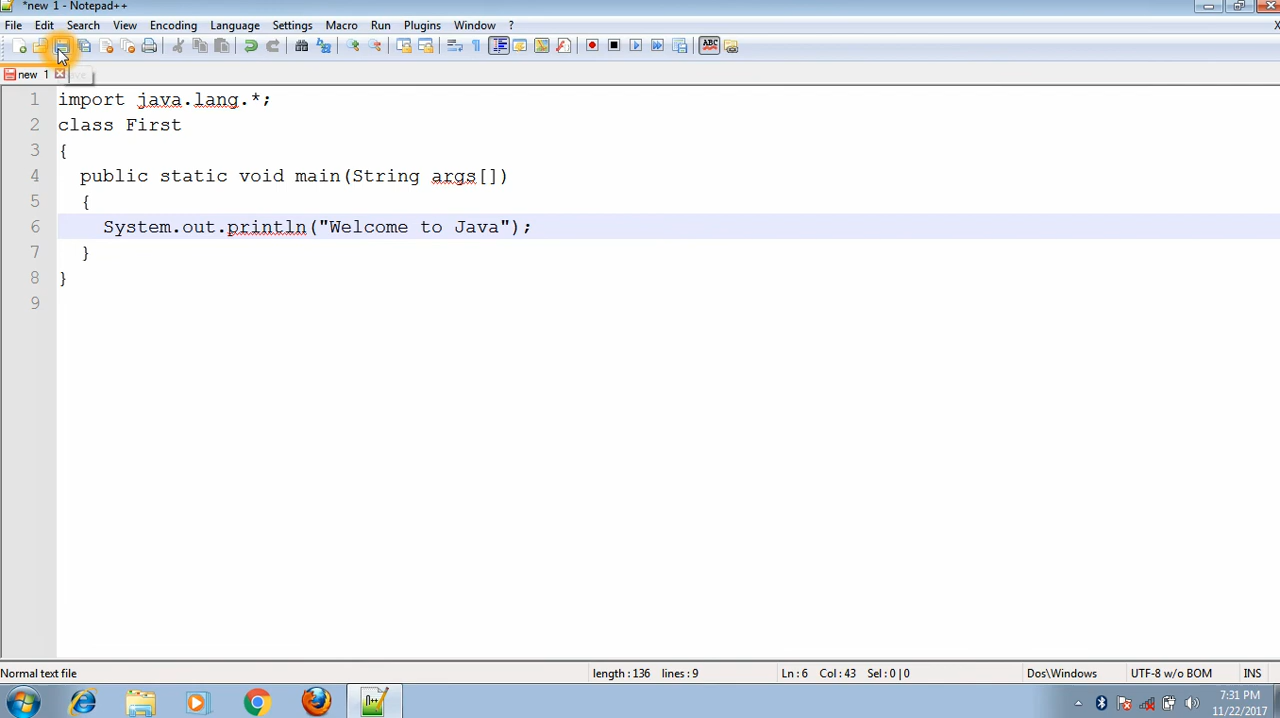 *new 1 - Notepad++
File Edit Search View Encoding Language Settings Macro Run Plugins Window ?
X
ABC
new 1
1 import java.lang.*;
2 class First
3 {
4 public static void main(String args[])
5 {
6 System.out.println("Welcome to Java");
7 }
8 }
9
Normal text file length : 136 lines : 9 Ln : 6 Col : 43 Sel : 0 | 0 Dos\Windows UTF-8 w/o BOM INS
7:31 PM
11/22/2017